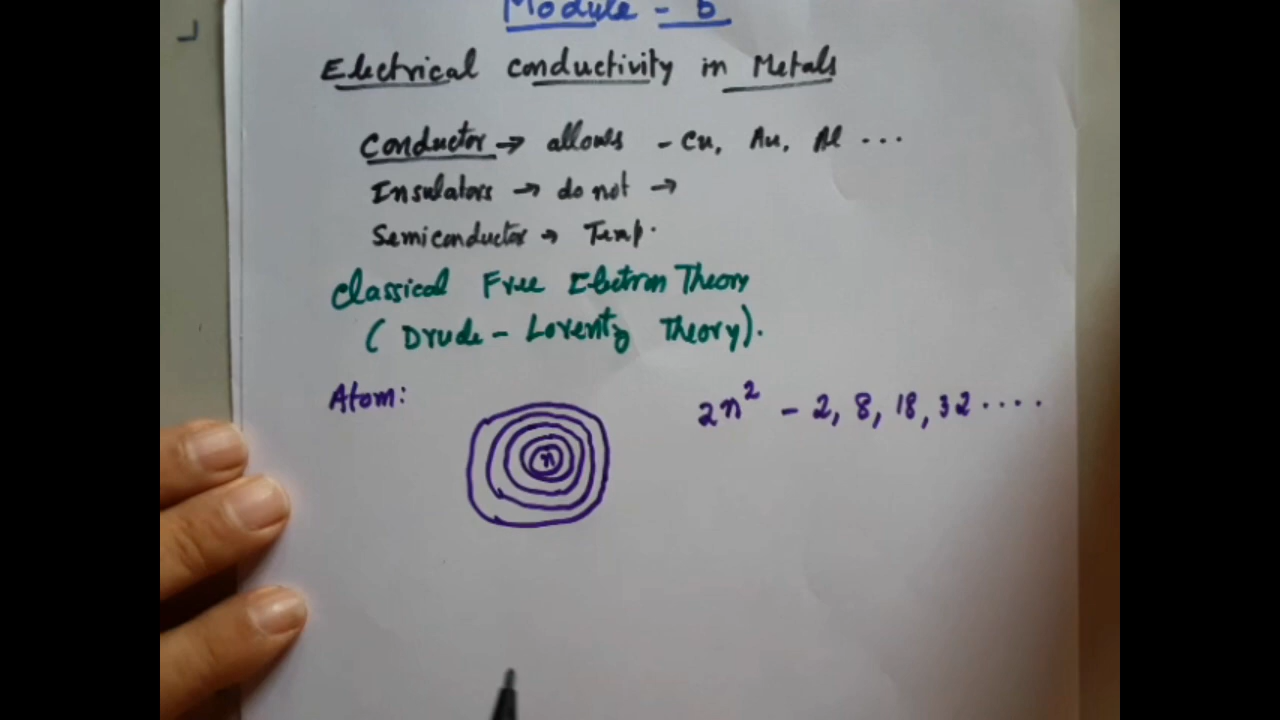 Module - 6
Electrical conductivity in Metals
Conductor → allows - Cu, Au, Al ...
Insulators → do not →
Semiconductor → Temp.
Classical Free Electron Theory
( Drude - Lorentz Theory).
Atom:
2n² - 2, 8, 18, 32 ....
n